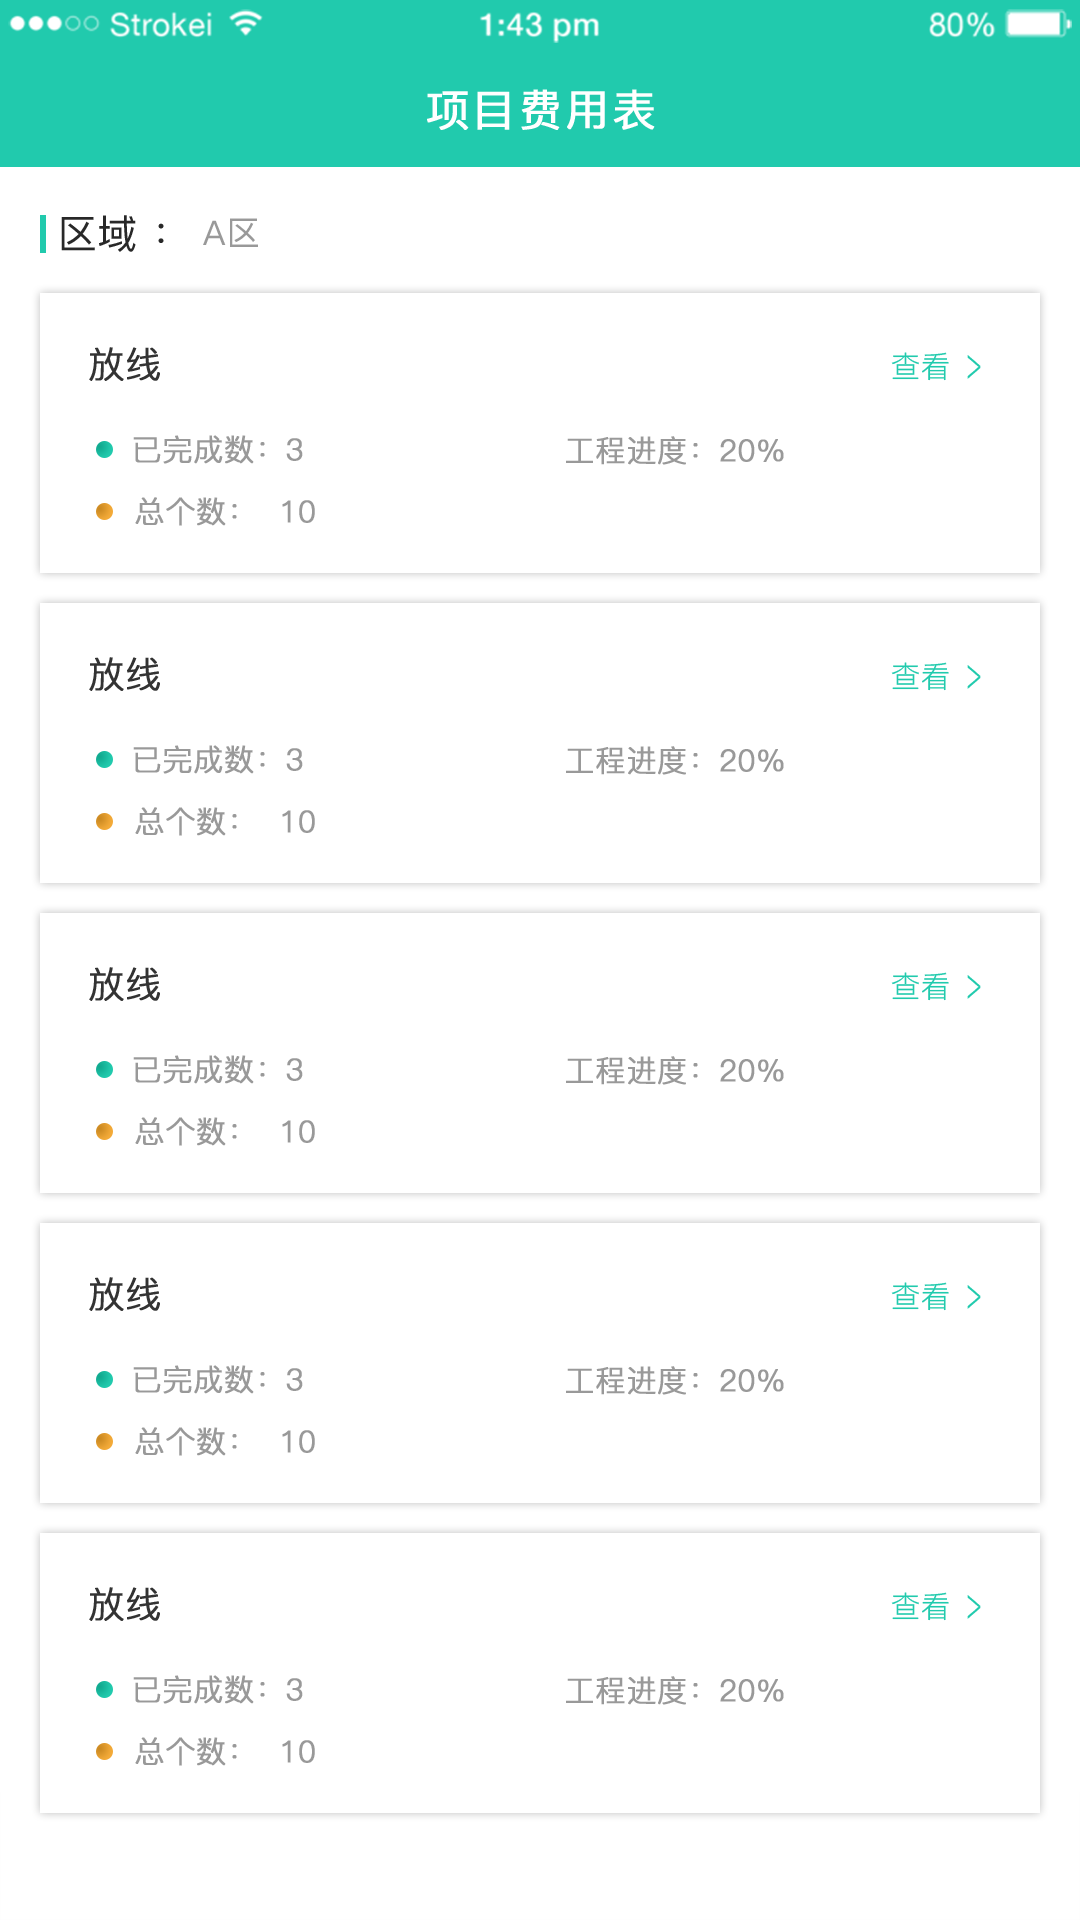 Strokei 1:43 pm 80%
项目费用表
区域 ： A区
放线 查看
已完成数：3 工程进度：20%
总个数： 10
放线 查看
已完成数：3 工程进度：20%
总个数： 10
放线 查看
已完成数：3 工程进度：20%
总个数： 10
放线 查看
已完成数：3 工程进度：20%
总个数： 10
放线 查看
已完成数：3 工程进度：20%
总个数： 10